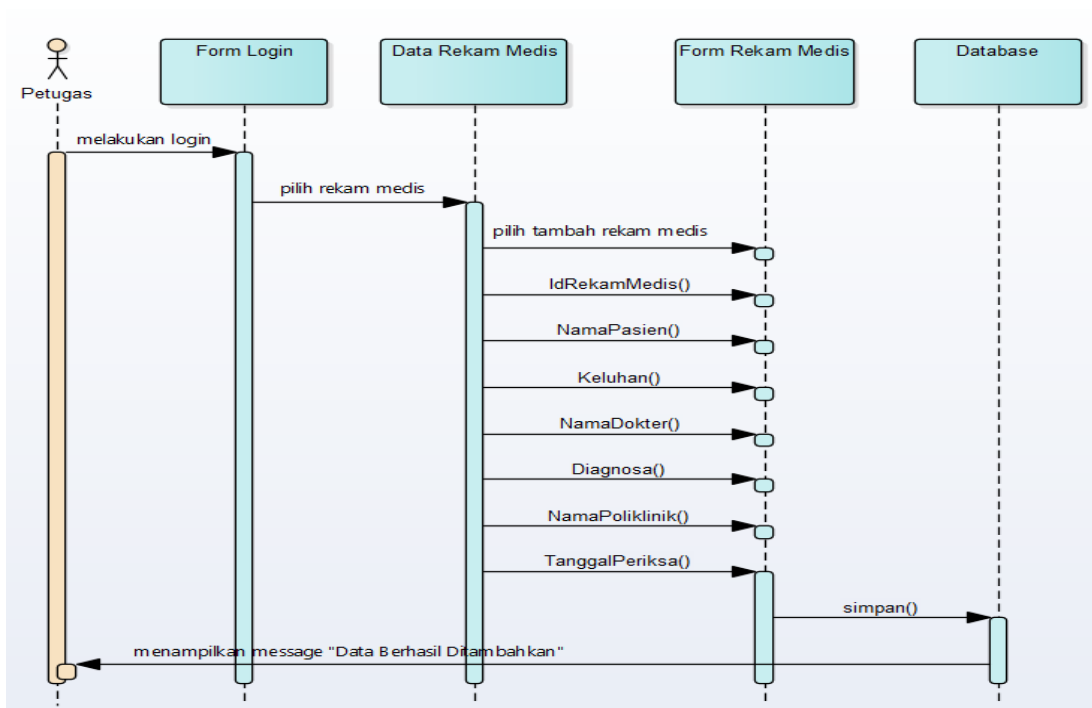 Form Login
Data Rekam Medis
Form Rekam Medis
Database
Petugas
melakukan login
pilih rekam medis
pilih tambah rekam medis
IdRekamMedis()
NamaPasien()
Keluhan()
NamaDokter()
Diagnosa()
NamaPoliklinik()
TanggalPeriksa()
simpan()
menampilkan message "Data Berhasil Ditambahkan"